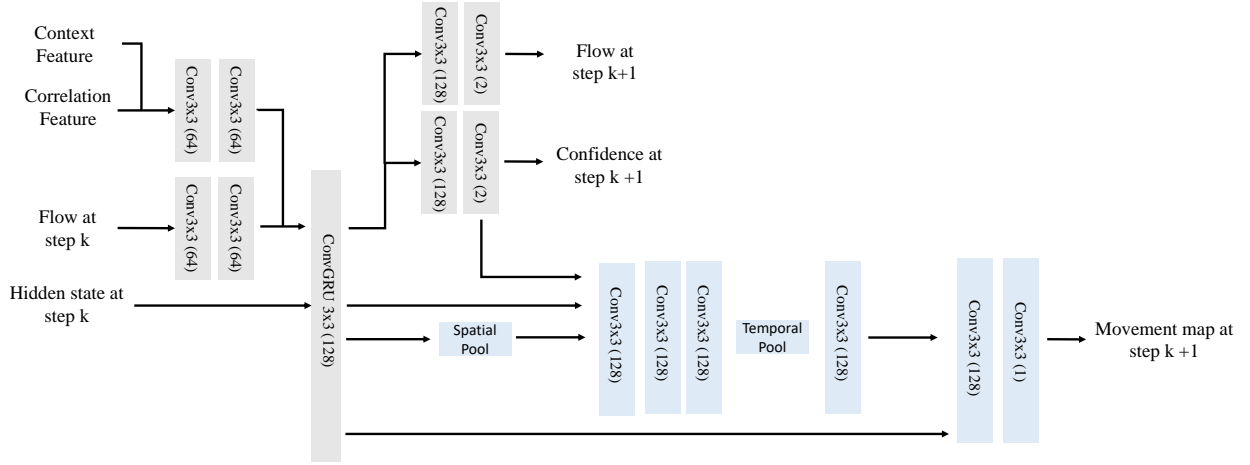 Context
Feature
Correlation
Feature
Conv3x3 (64)
Conv3x3 (64)
Flow at
step k
Conv3x3 (64)
Conv3x3 (64)
Hidden state at
step k
ConvGRU 3x3 (128)
Conv3x3 (128)
Conv3x3 (2)
Flow at
step k+1
Conv3x3 (128)
Conv3x3 (2)
Confidence at
step k +1
Spatial
Pool
Conv3x3 (128)
Conv3x3 (128)
Conv3x3 (128)
Temporal
Pool
Conv3x3 (128)
Conv3x3 (128)
Conv3x3 (1)
Movement map at
step k +1